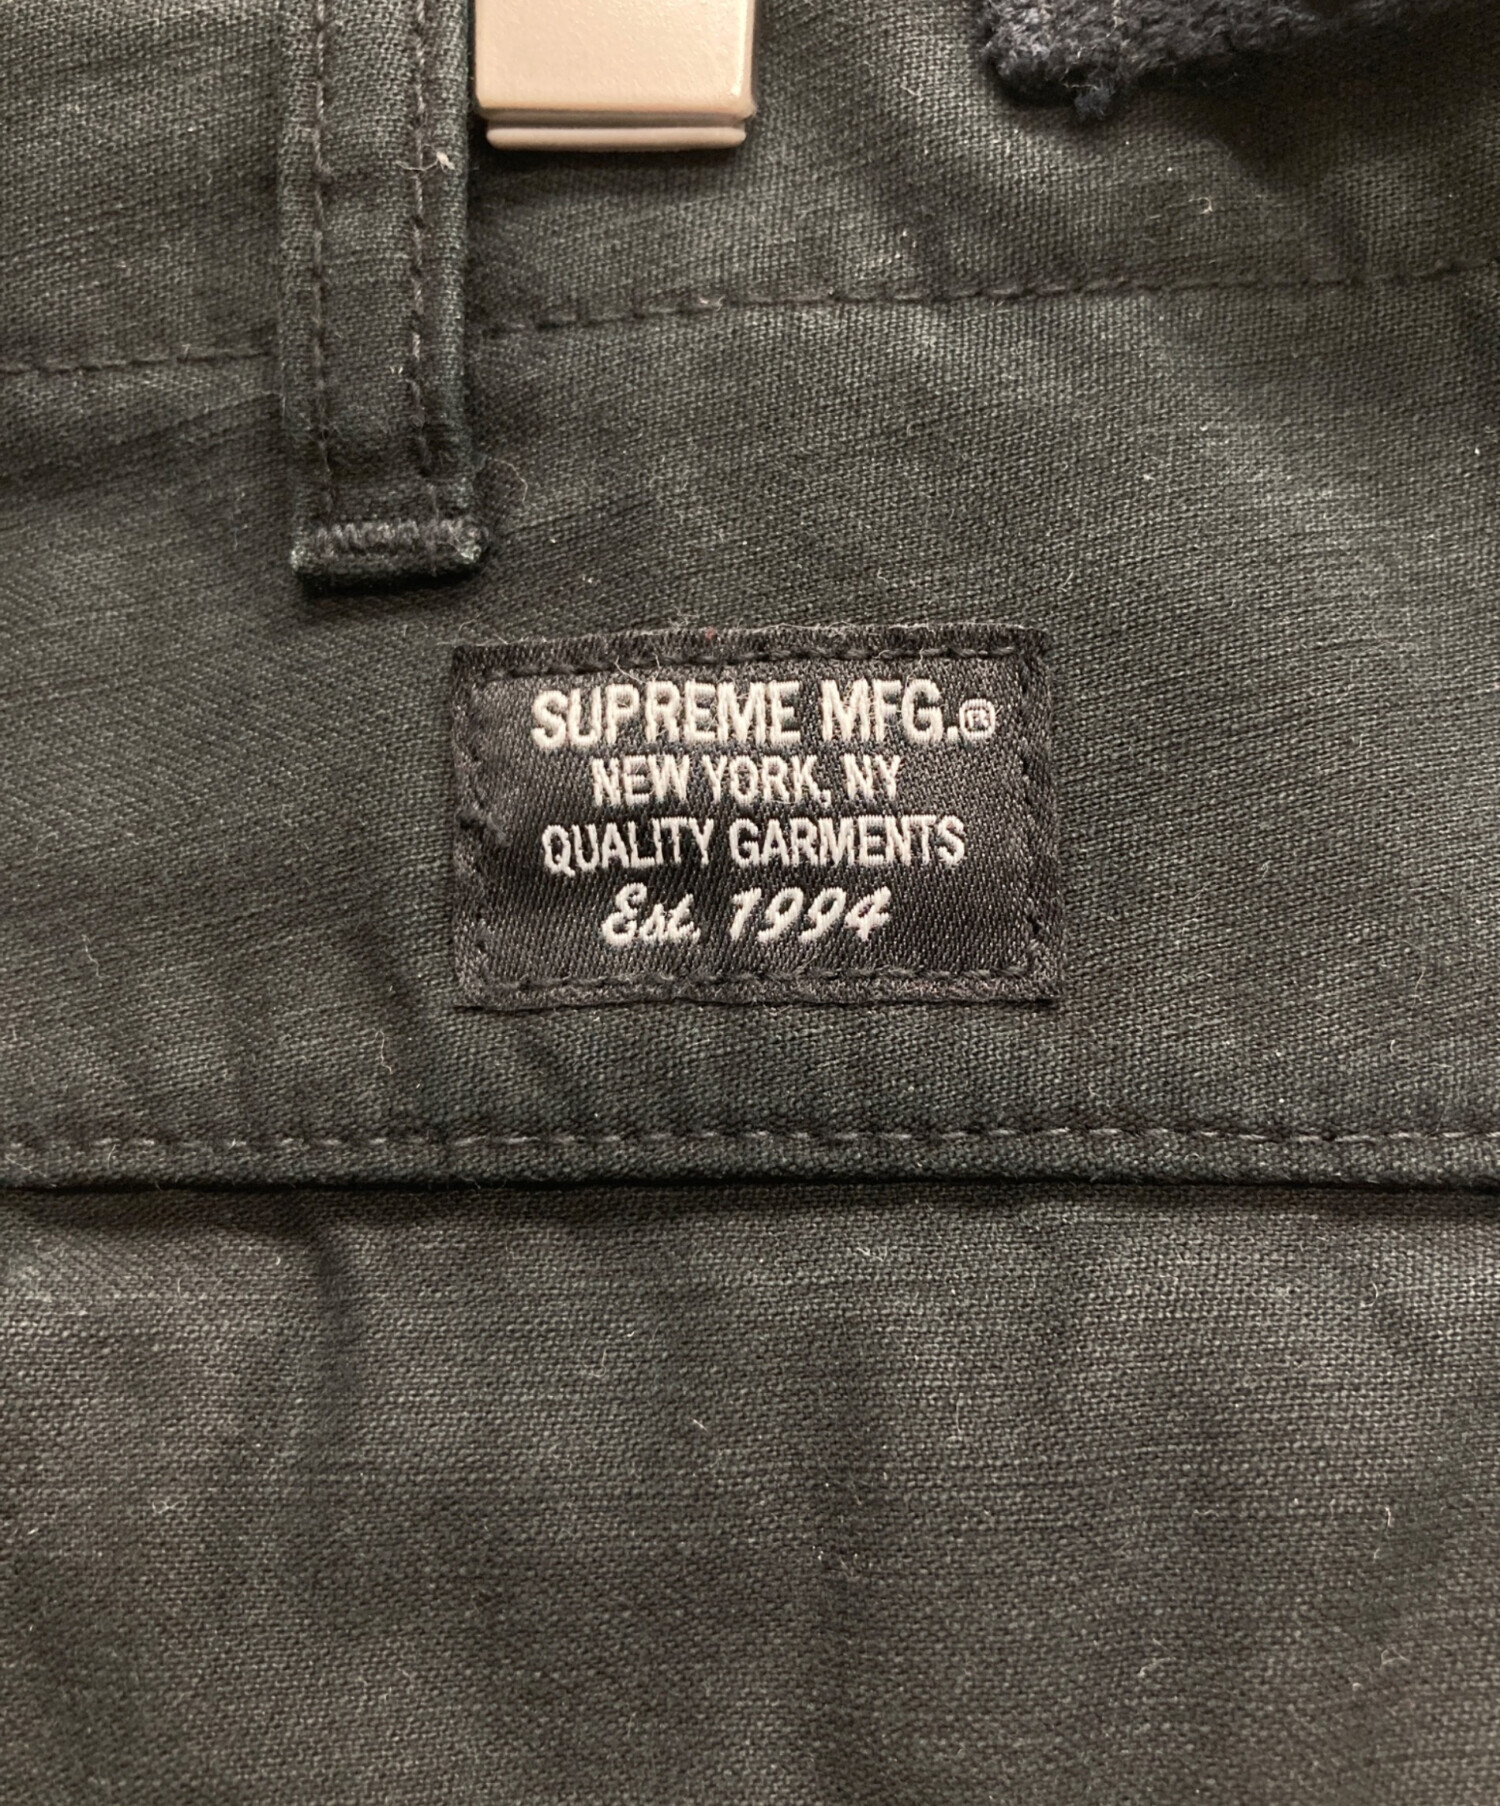 SUPREME MFG.®
NEW YORK, NY
QUALITY GARMENTS
Est. 1994